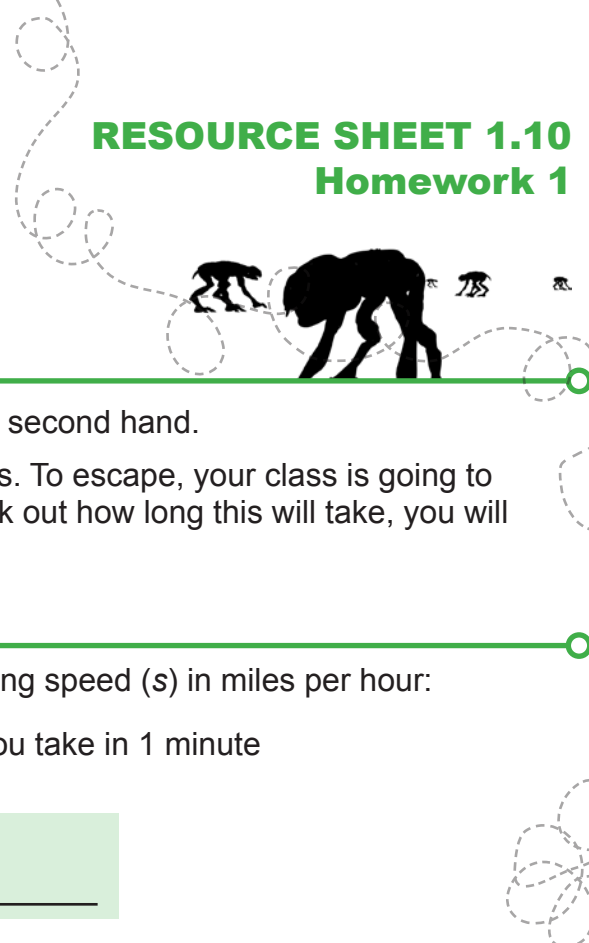 RESOURCE SHEET 1.10
Homework 1
second hand.
s. To escape, your class is going to
k out how long this will take, you will
ng speed (s) in miles per hour:
ou take in 1 minute